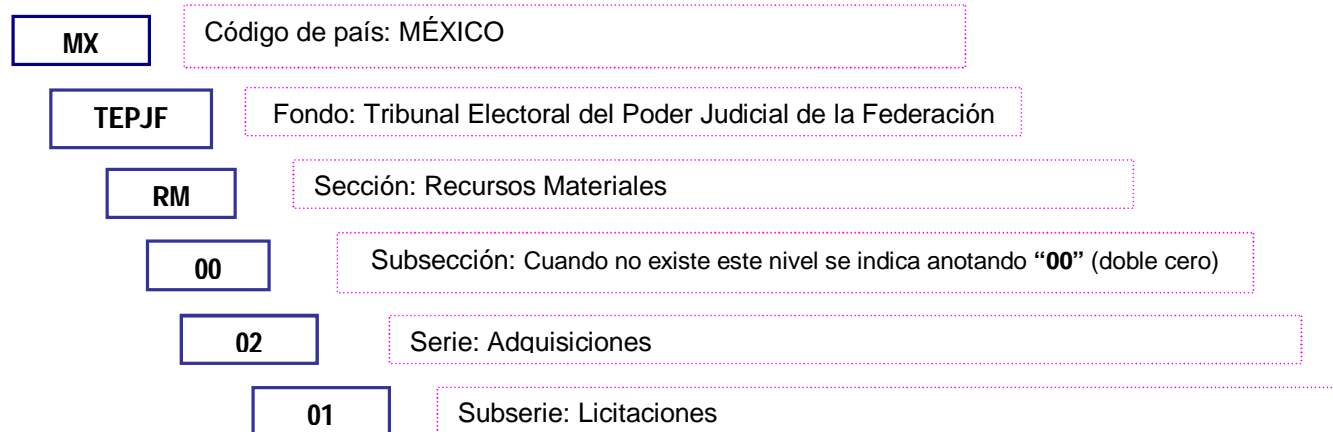 MX Código de país: MÉXICO
TEPJF Fondo: Tribunal Electoral del Poder Judicial de la Federación
RM Sección: Recursos Materiales
00 Subsección: Cuando no existe este nivel se indica anotando “00” (doble cero)
02 Serie: Adquisiciones
01 Subserie: Licitaciones